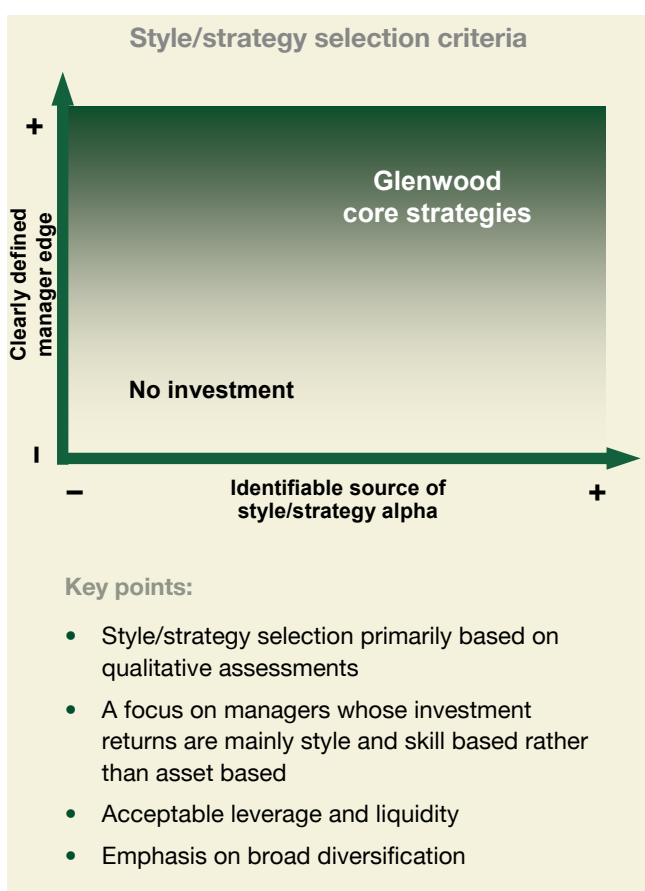 Style/strategy selection criteria
+
Clearly defined
manager edge
Glenwood
core strategies
No investment
–
–
Identifiable source of
style/strategy alpha
+
Key points:
• Style/strategy selection primarily based on
qualitative assessments
• A focus on managers whose investment
returns are mainly style and skill based rather
than asset based
• Acceptable leverage and liquidity
• Emphasis on broad diversification